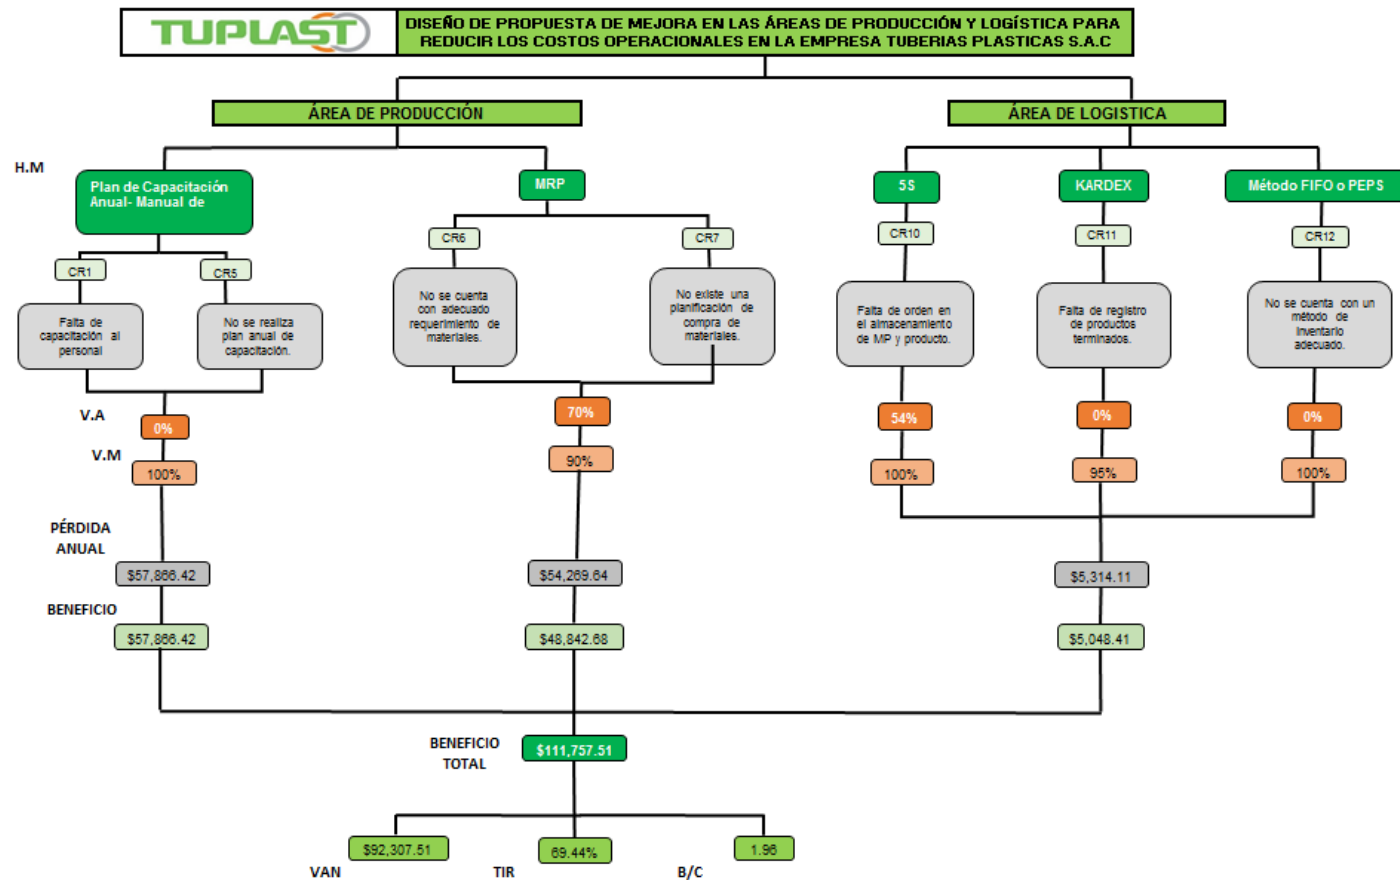 TUPLAST
DISEÑO DE PROPUESTA DE MEJORA EN LAS ÁREAS DE PRODUCCIÓN Y LOGÍSTICA PARA
REDUCIR LOS COSTOS OPERACIONALES EN LA EMPRESA TUBERIAS PLASTICAS S.A.C
ÁREA DE PRODUCCIÓN
ÁREA DE LOGISTICA
H.M
Plan de Capacitación
Anual- Manual de
MRP
5S
KARDEX
Método FIFO o PEPS
CR1
CR5
CR6
CR7
CR10
CR11
CR12
Falta de
capacitación al
personal
No se realiza
plan anual de
capacitación.
No se cuenta
con adecuado
requerimiento de
materiales.
No existe una
planificación de
compra de
materiales.
Falta de orden en
el almacenamiento
de MP y producto.
Falta de registro
de productos
terminados.
No se cuenta con un
método de
inventario
adecuado.
V.A
0%
70%
54%
0%
0%
V.M
100%
90%
100%
95%
100%
PÉRDIDA
ANUAL
$57,866.42
$54,269.64
$5,314.11
BENEFICIO
$57,866.42
$48,842.68
$5,048.41
BENEFICIO
TOTAL
$111,757.51
VAN
$92,307.51
TIR
69.44%
B/C
1.96